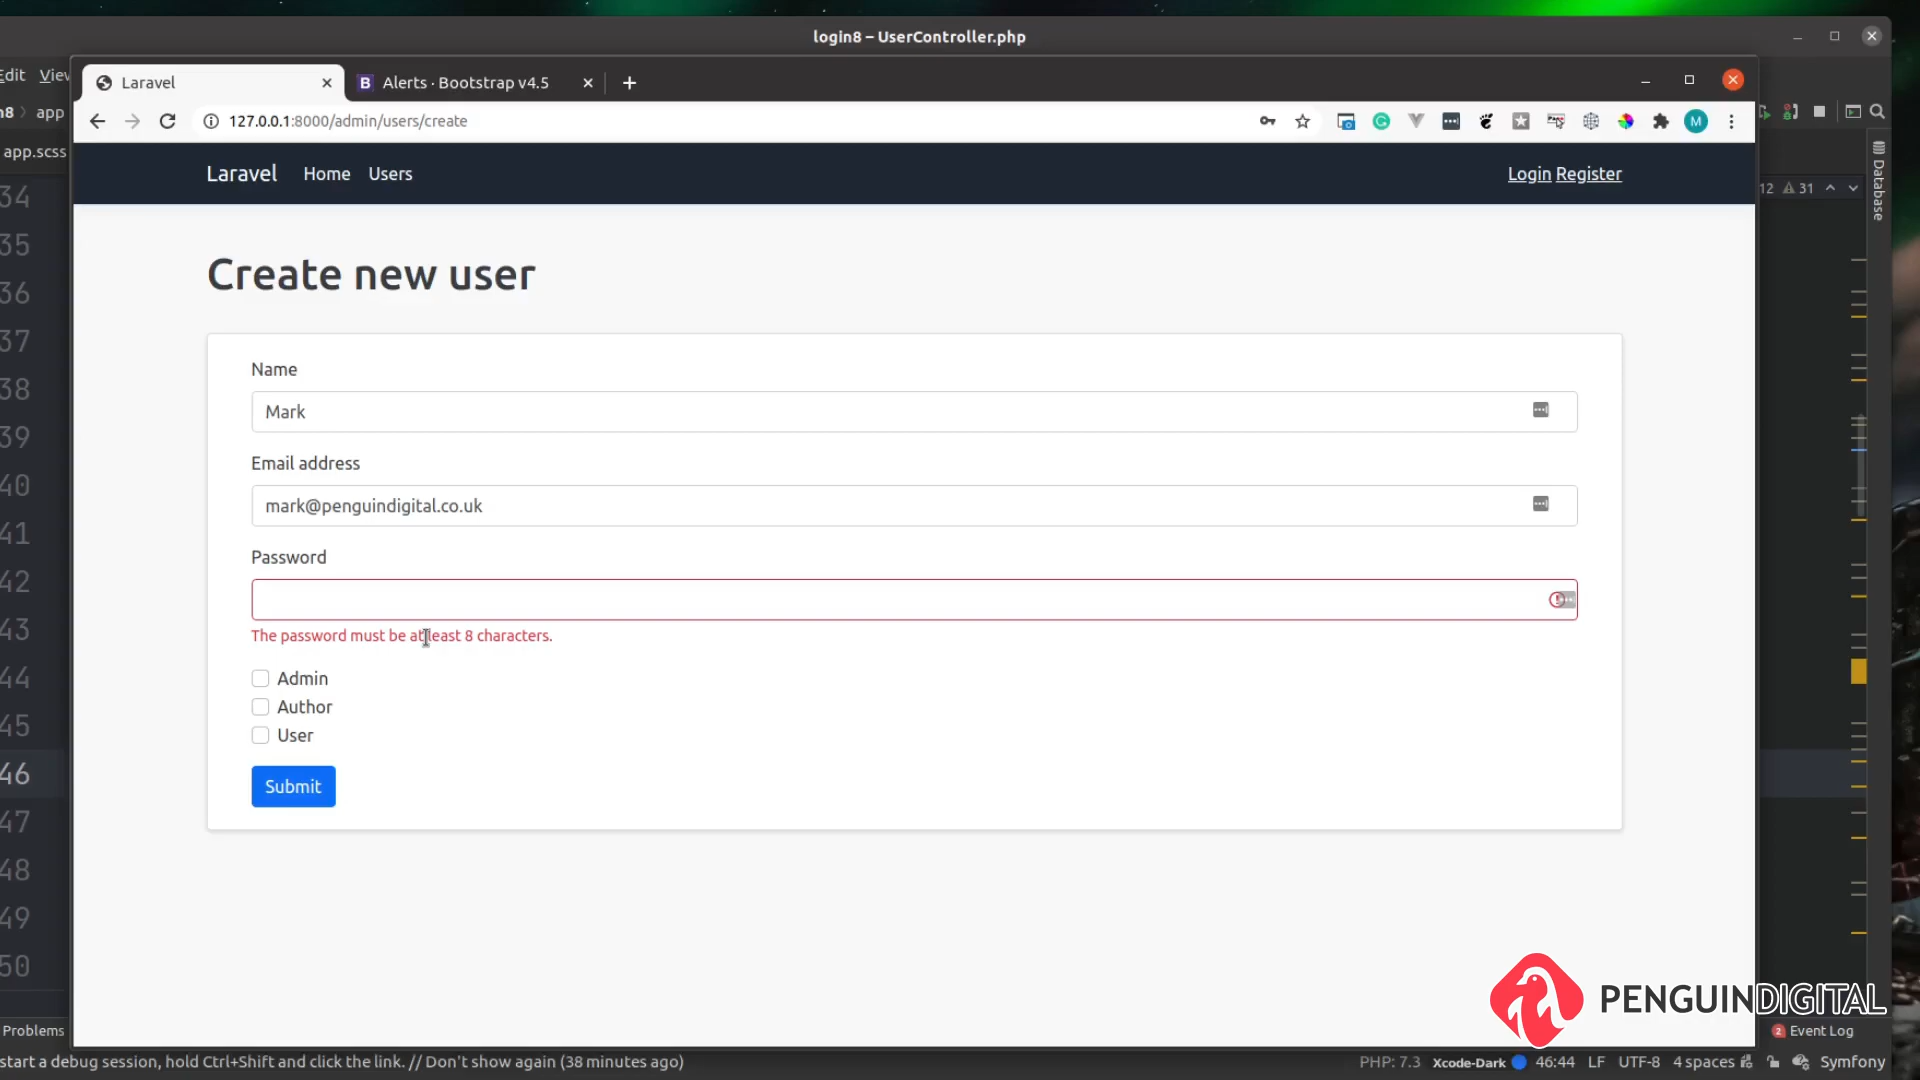 login8 – UserController.php
Edit View
Laravel
B Alerts · Bootstrap v4.5
n8 app
127.0.0.1:8000/admin/users/create
M
app.scss
Laravel Home Users
Login Register
12 31
Database
34
35
36
37
38
39
40
41
42
43
44
45
46
47
48
49
50
Create new user
Name
Mark
Email address
mark@penguindigital.co.uk
Password
The password must be at least 8 characters.
Admin
Author
User
Submit
PENGUINDIGITAL
Problems
2 Event Log
start a debug session, hold Ctrl+Shift and click the link. // Don't show again (38 minutes ago)
PHP: 7.3 Xcode-Dark 46:44 LF UTF-8 4 spaces Symfony